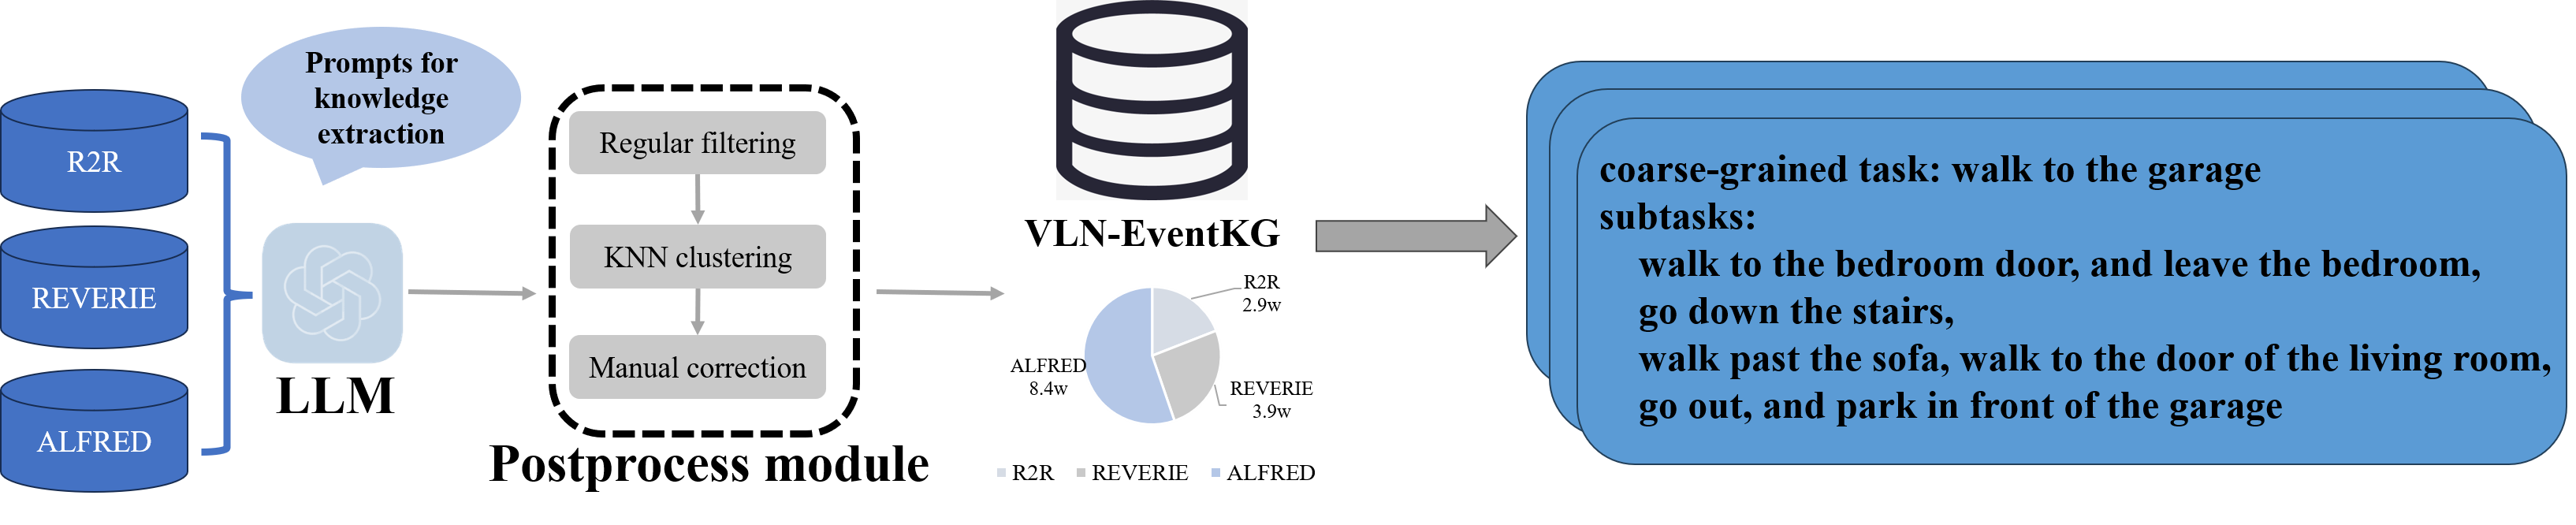 R2R
REVERIE
ALFRED
Prompts for
knowledge
extraction
LLM
Regular filtering
KNN clustering
Manual correction
Postprocess module
VLN-EventKG
R2R
2.9w
ALFRED
8.4w
REVERIE
3.9w
R2R REVERIE ALFRED
coarse-grained task: walk to the garage
subtasks:
walk to the bedroom door, and leave the bedroom,
go down the stairs,
walk past the sofa, walk to the door of the living room,
go out, and park in front of the garage